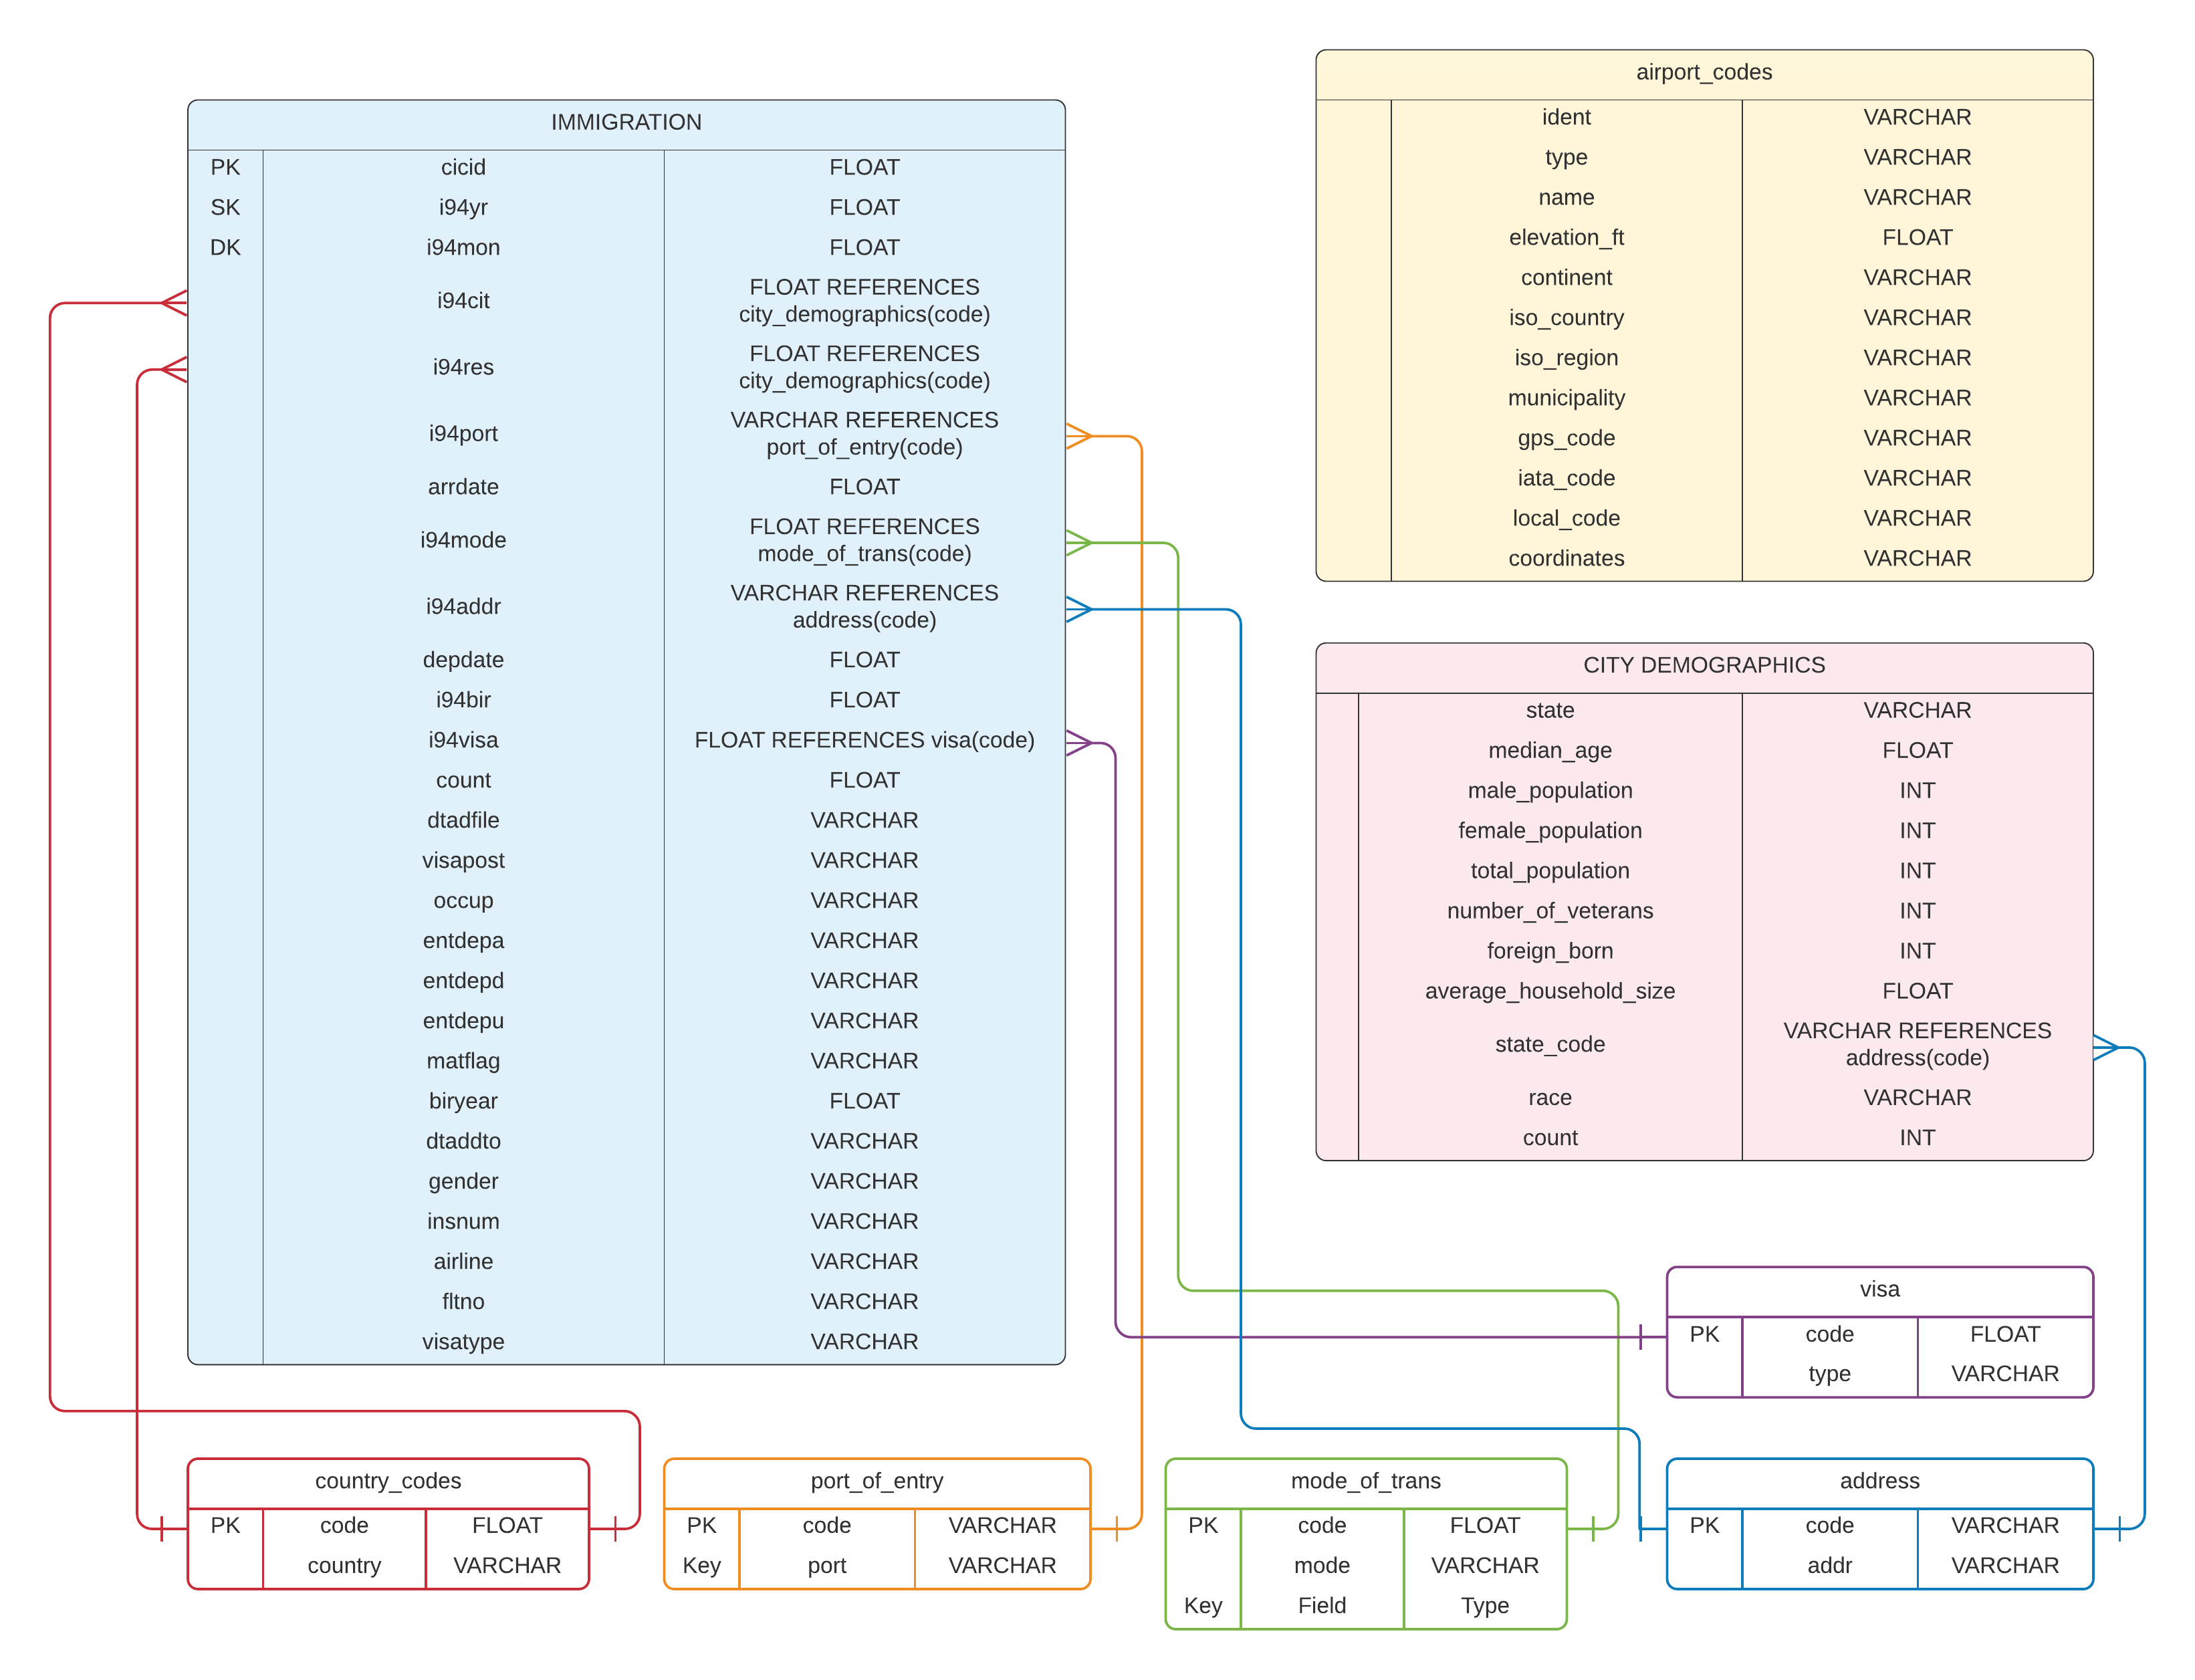 IMMIGRATION
PK cicid FLOAT
SK i94yr FLOAT
DK i94mon FLOAT
i94cit FLOAT REFERENCES
city_demographics(code)
i94res FLOAT REFERENCES
city_demographics(code)
i94port VARCHAR REFERENCES
port_of_entry(code)
arrdate FLOAT
i94mode FLOAT REFERENCES
mode_of_trans(code)
i94addr VARCHAR REFERENCES
address(code)
depdate FLOAT
i94bir FLOAT
i94visa FLOAT REFERENCES visa(code)
count FLOAT
dtadfile VARCHAR
visapost VARCHAR
occup VARCHAR
entdepa VARCHAR
entdepd VARCHAR
entdepu VARCHAR
matflag VARCHAR
biryear FLOAT
dtaddto VARCHAR
gender VARCHAR
insnum VARCHAR
airline VARCHAR
fltno VARCHAR
visatype VARCHAR
airport_codes
ident VARCHAR
type VARCHAR
name VARCHAR
elevation_ft FLOAT
continent VARCHAR
iso_country VARCHAR
iso_region VARCHAR
municipality VARCHAR
gps_code VARCHAR
iata_code VARCHAR
local_code VARCHAR
coordinates VARCHAR
CITY DEMOGRAPHICS
state VARCHAR
median_age FLOAT
male_population INT
female_population INT
total_population INT
number_of_veterans INT
foreign_born INT
average_household_size FLOAT
state_code VARCHAR REFERENCES
address(code)
race VARCHAR
count INT
visa
PK code FLOAT
type VARCHAR
country_codes
PK code FLOAT
country VARCHAR
port_of_entry
PK code VARCHAR
Key port VARCHAR
mode_of_trans
PK code FLOAT
mode VARCHAR
Key Field Type
address
PK code VARCHAR
addr VARCHAR